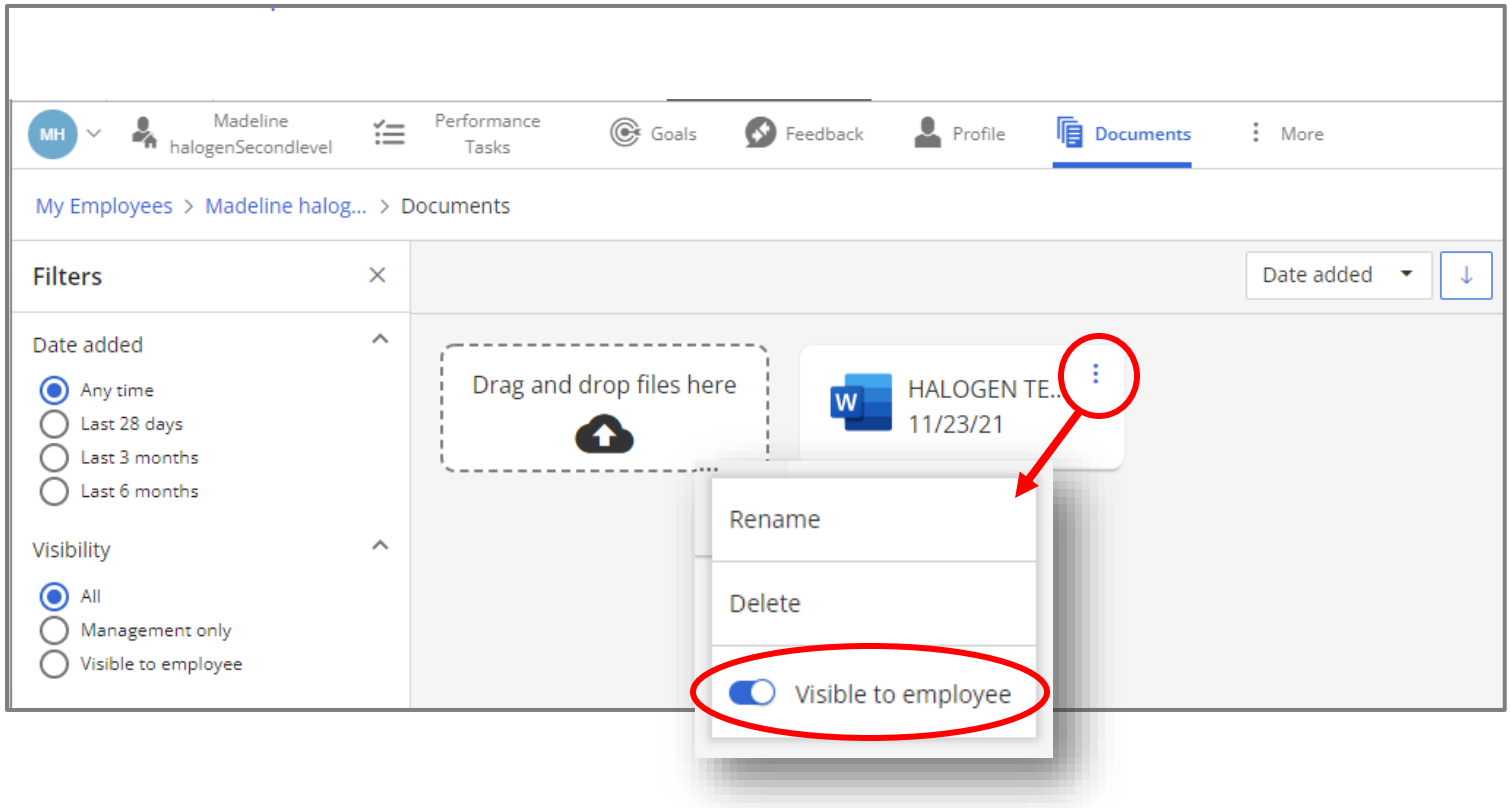 MH
Madeline
halogenSecondlevel
Performance
Tasks
Goals
Feedback
Profile
Documents
More
My Employees > Madeline halog... > Documents
Filters
Date added
Date added
Any time
Last 28 days
Last 3 months
Last 6 months
Visibility
All
Management only
Visible to employee
Drag and drop files here
W
HALOGEN TE...
11/23/21
...
Rename
Delete
Visible to employee